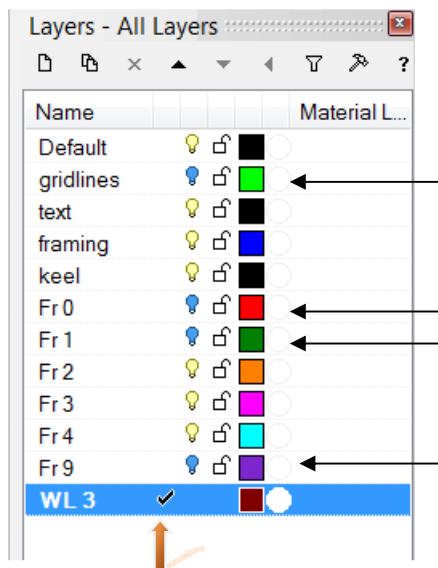 Layers - All Layers
?
Name Material L...
Default
gridlines
text
framing
keel
Fr 0
Fr 1
Fr 2
Fr 3
Fr 4
Fr 9
WL 3